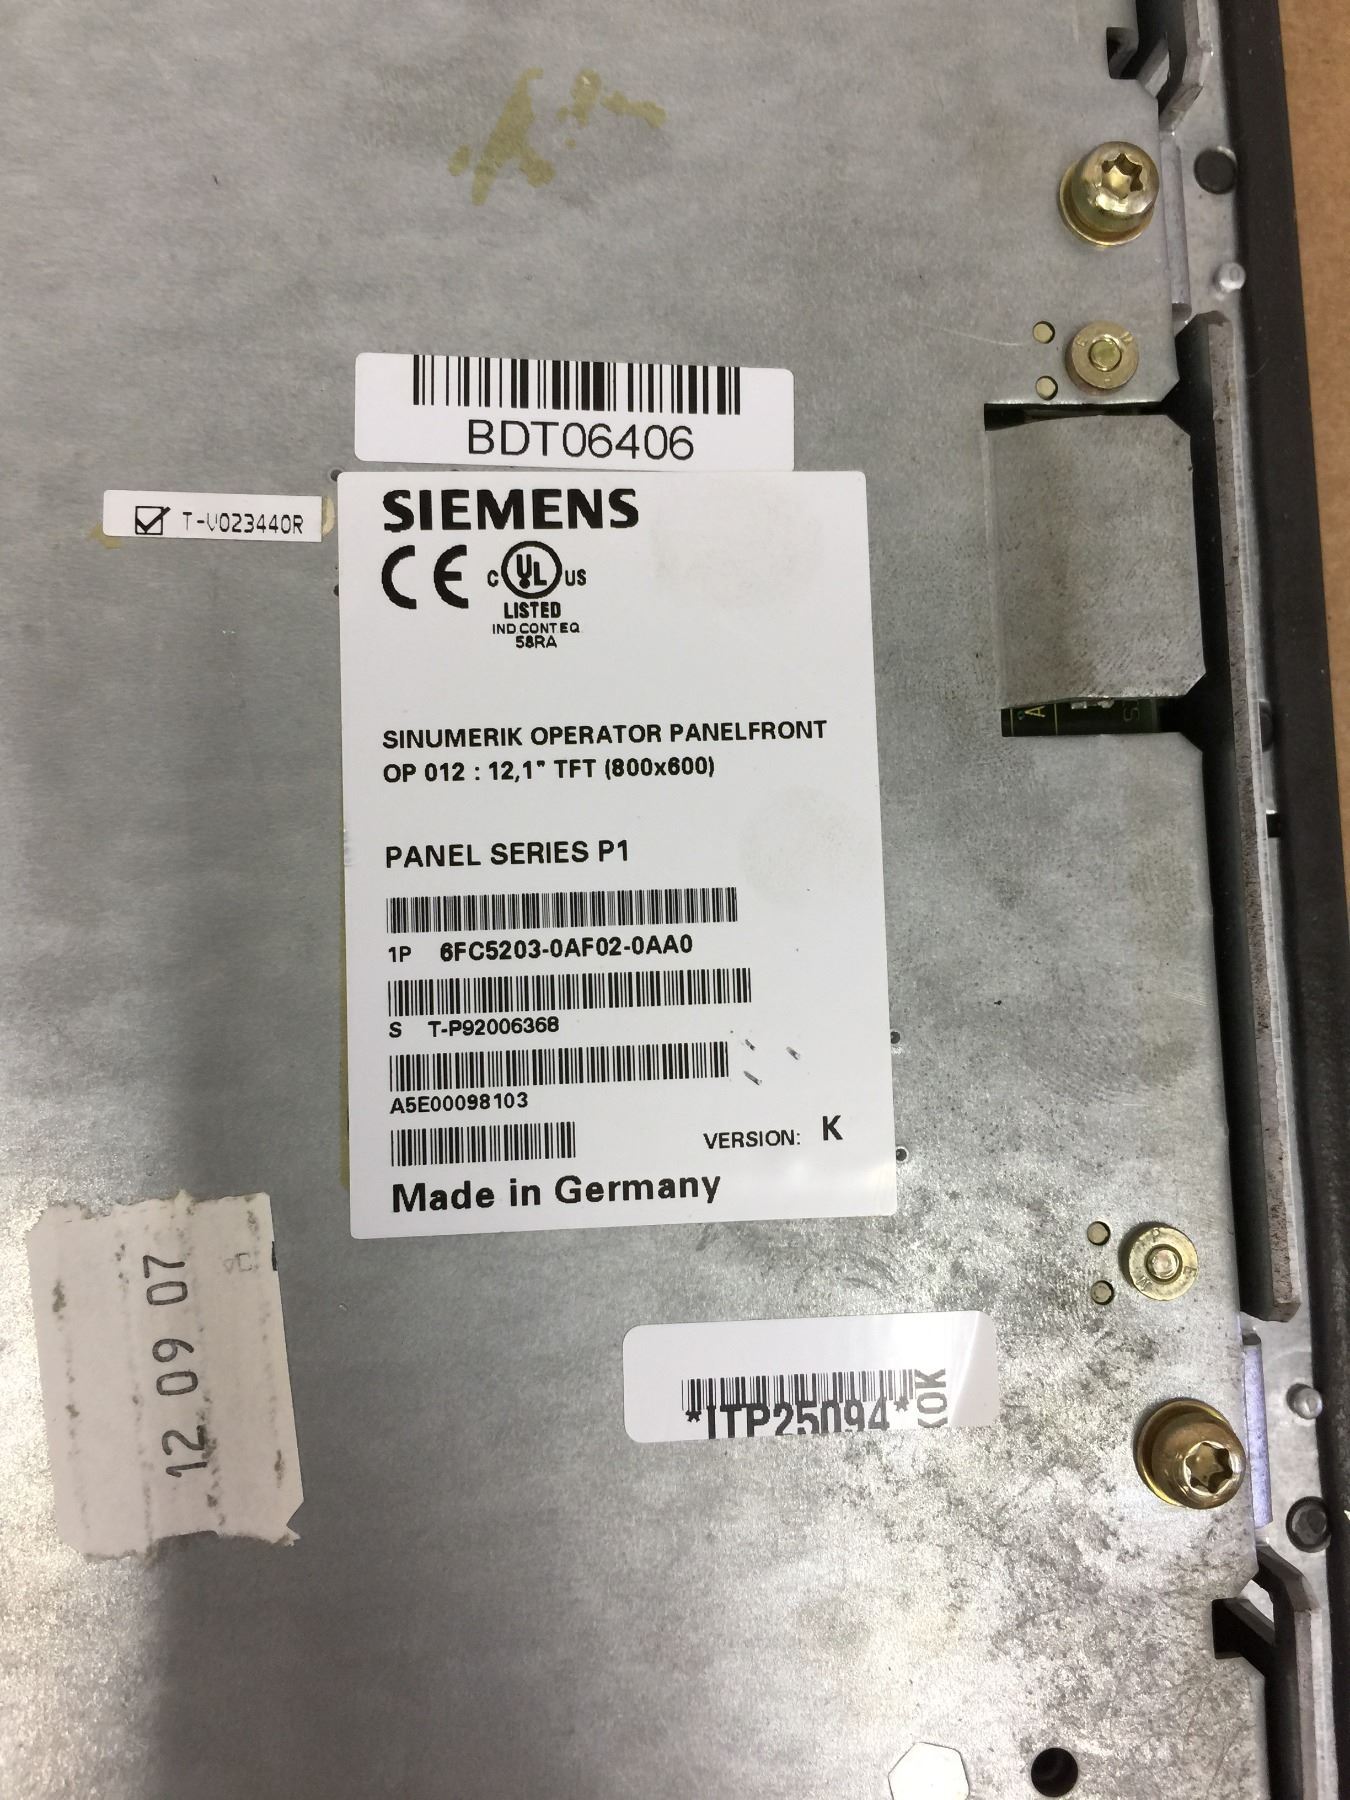 BDT06406
T-V023440R
SIEMENS
CE C UL US
LISTED
IND CONT EQ
58RA
SINUMERIK OPERATOR PANELFRONT
OP 012 : 12,1" TFT (800x600)
PANEL SERIES P1
1P 6FC5203-0AF02-0AA0
S T-P92006368
A5E00098103
VERSION: K
Made in Germany
12 09 07
*ITP25094*